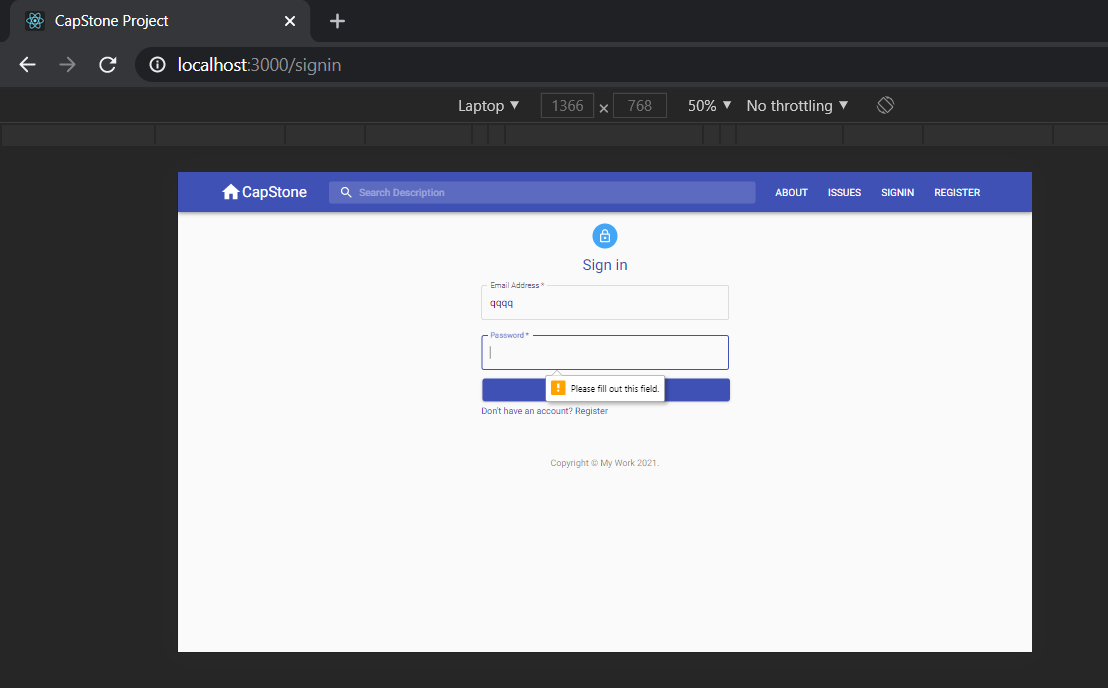 CapStone Project
localhost:3000/signin
Laptop 1366 × 768 50% No throttling
CapStone Search Description ABOUT ISSUES SIGNIN REGISTER
Sign in
Email Address *
qqqq
Password *
Please fill out this field.
Don't have an account? Register
Copyright © My Work 2021.